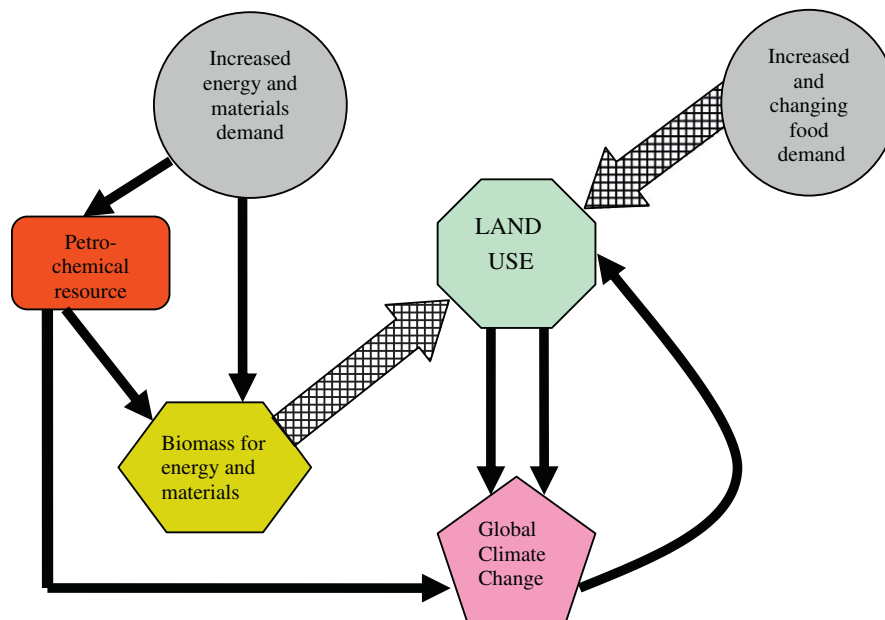 Increased
energy and
materials
demand
Increased
and
changing
food
demand
Petro-
chemical
resource
LAND
USE
Biomass for
energy and
materials
Global
Climate
Change